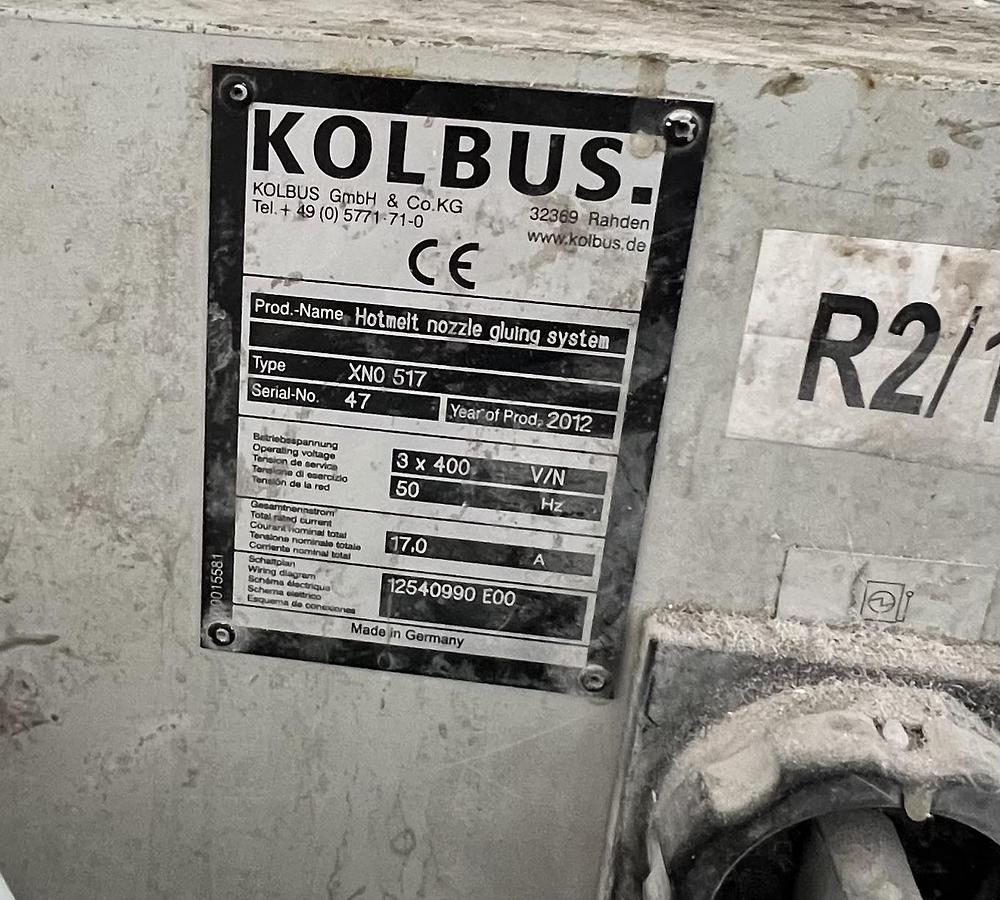 KOLBUS.
KOLBUS GmbH & Co.KG
Tel.+ 49 (0) 5771-71-0
32369 Rahden
www.kolbus.de
CE
Prod.-Name Hotmelt nozzle gluing system
Type XNO 517
Serial-No. 47
Year of Prod. 2012
Betriebsspannung
Operating voltage
Tension de service
Tensione di esercizio
Tensión de la red
3 x 400 V/N
50 Hz
Gesamtnennstrom
Total rated current
Courant nominal total
Tensione nominale totale
Corriente nominal total
17,0 A
Schaltplan
Wiring diagram
Schéma électrique
Schema elettrico
Esquema de conexiones
12540990 E00
Made in Germany
R2/1